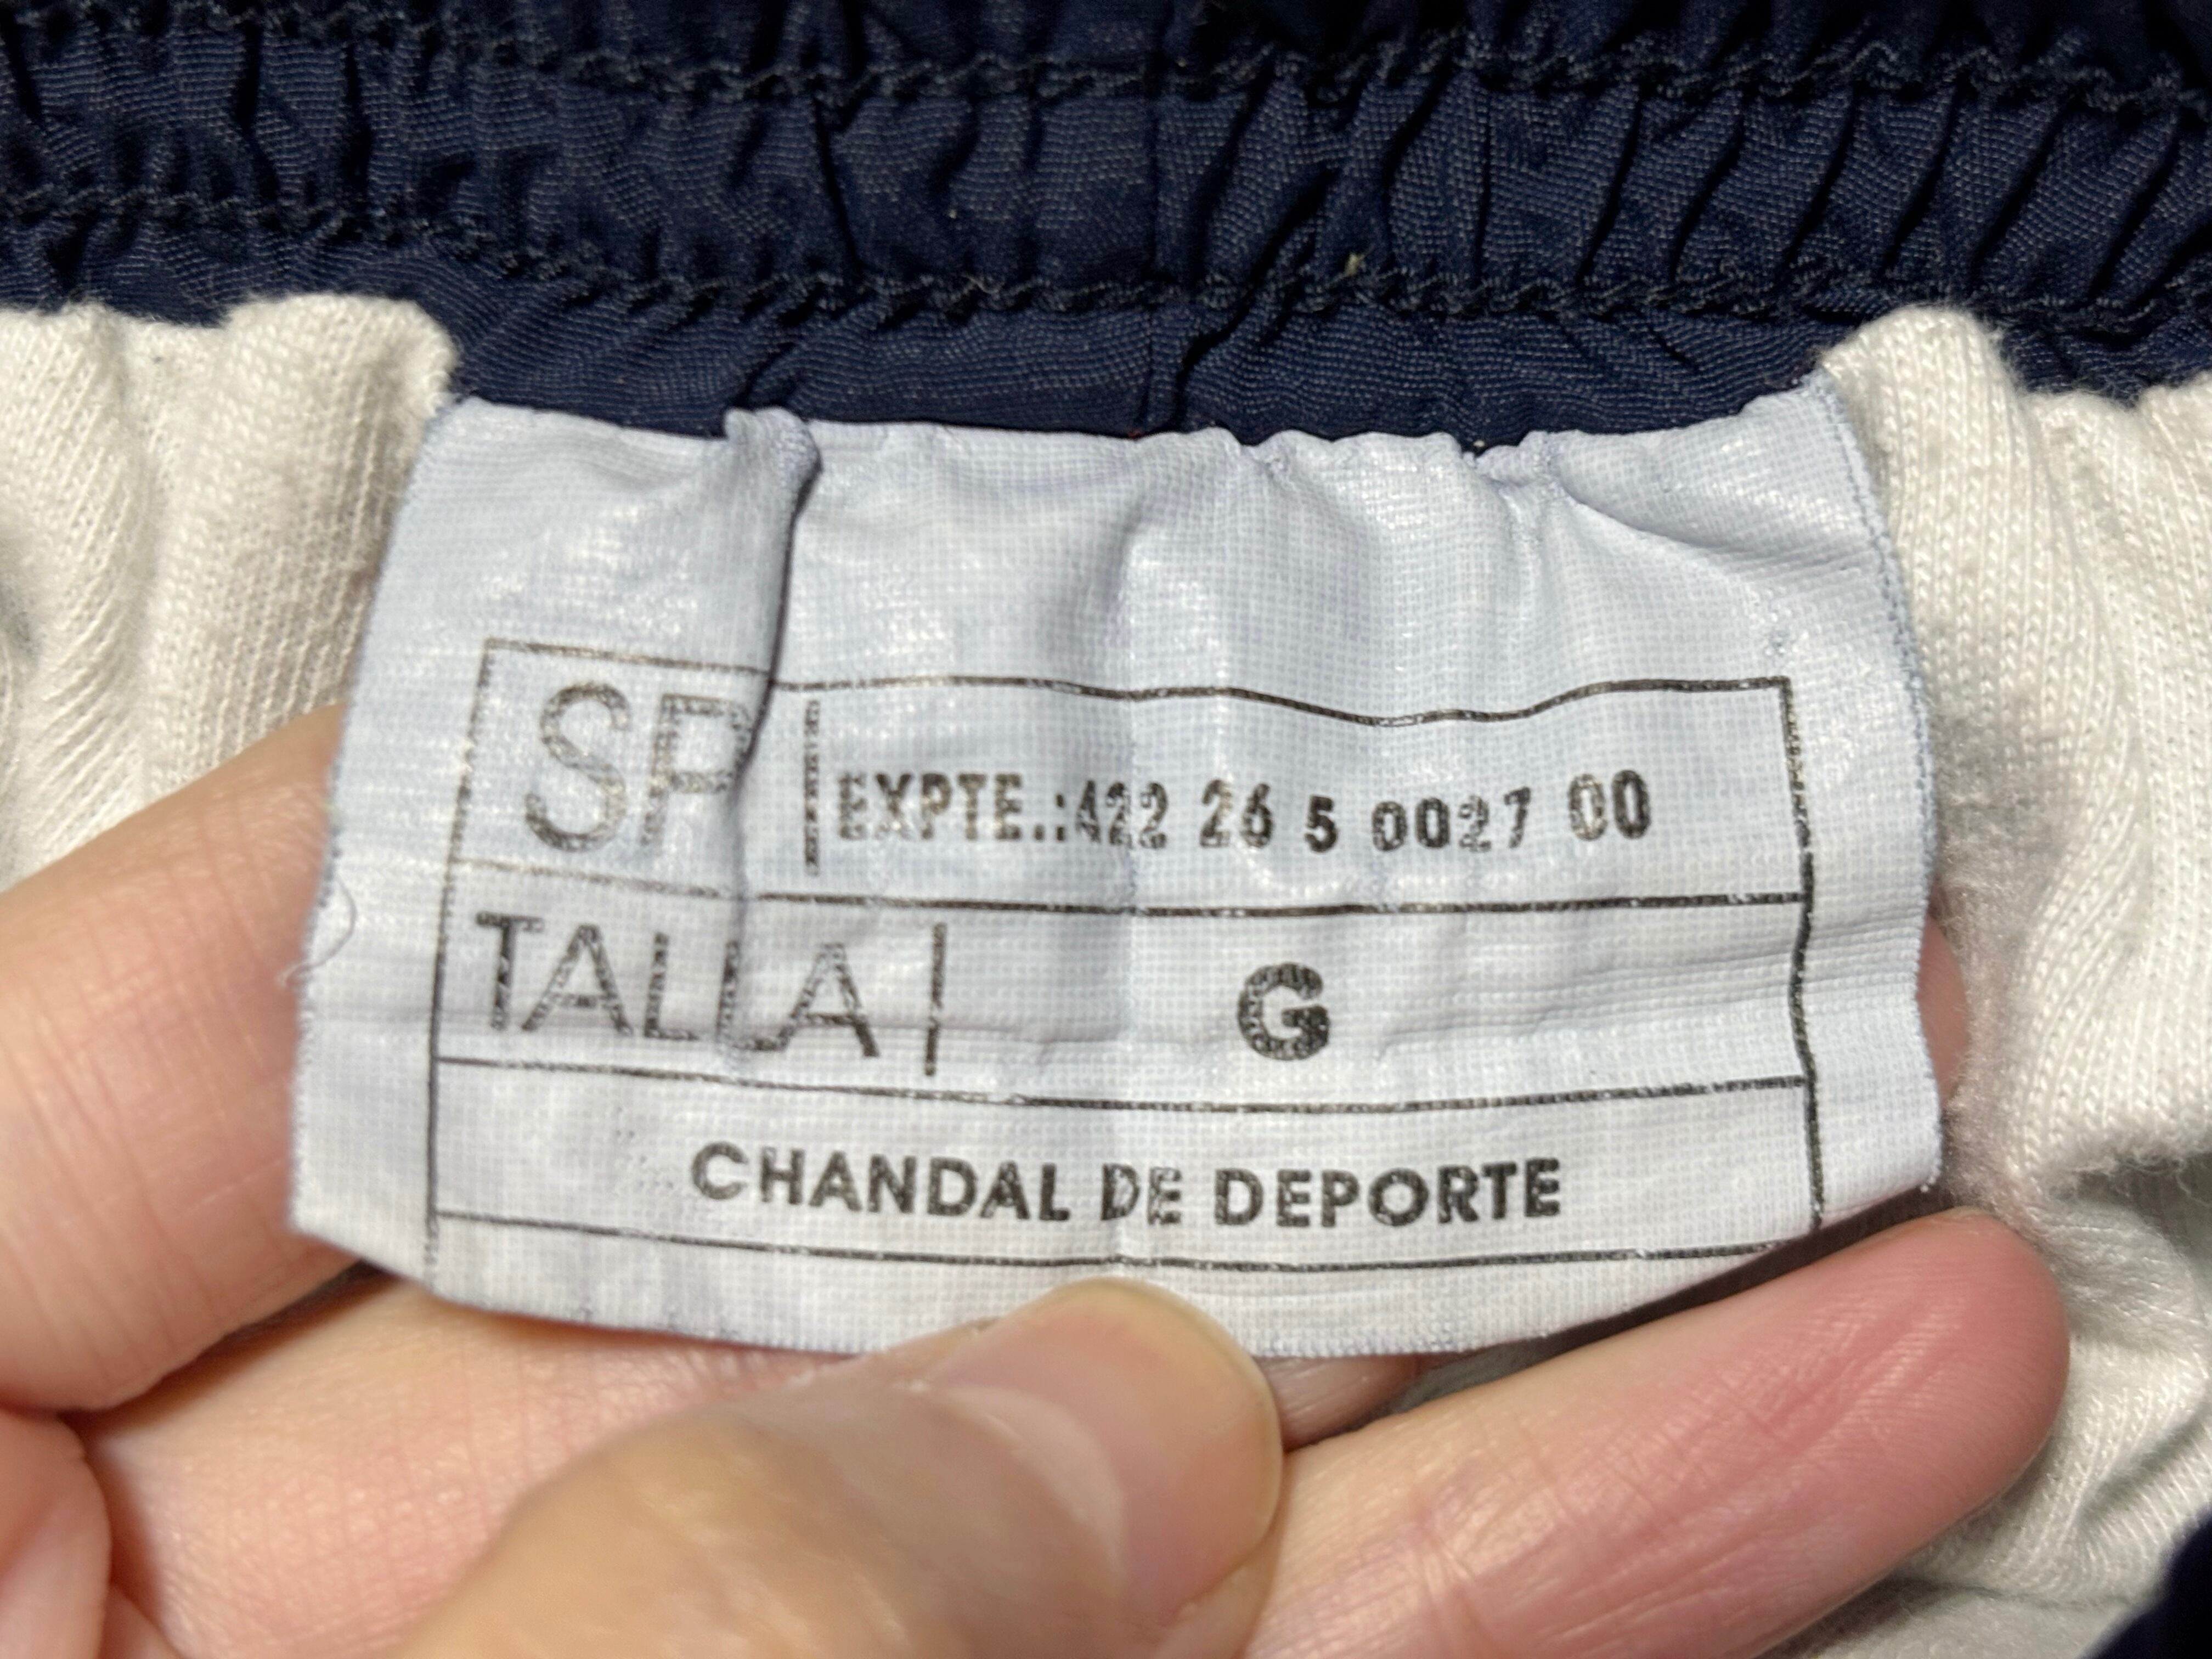 SP EXPTE.:422 26 5 0027 00
TALLA G
CHANDAL DE DEPORTE